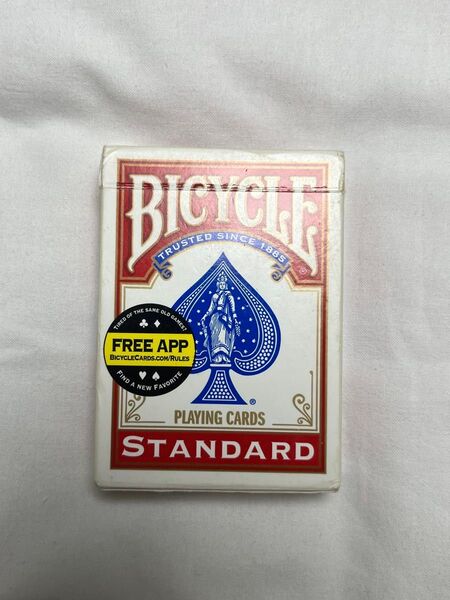 BICYCLE
®
TRUSTED SINCE 1885
TIRED OF THE SAME OLD GAMES?
FREE APP
BICYCLECARDS.COM/RULES
FIND A NEW FAVORITE
®
PLAYING CARDS
STANDARD